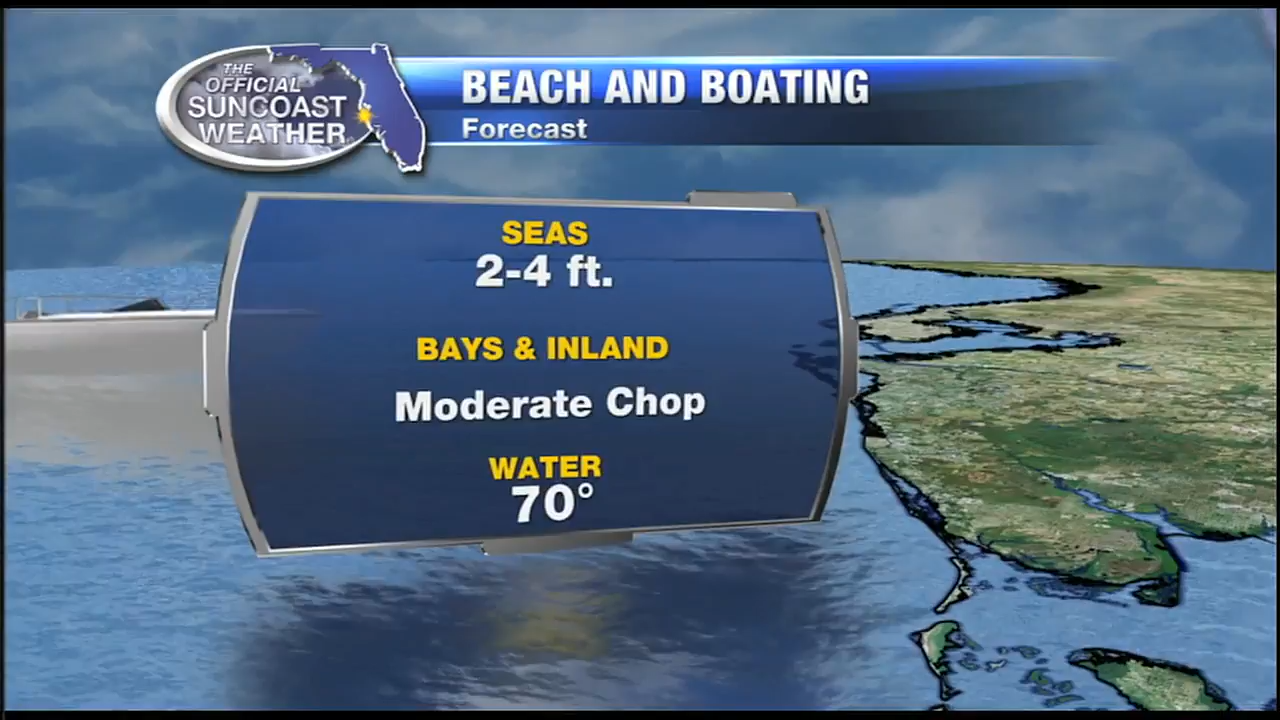 THE
OFFICIAL
SUNCOAST
WEATHER
BEACH AND BOATING
Forecast
SEAS
2-4 ft.
BAYS & INLAND
Moderate Chop
WATER
70°